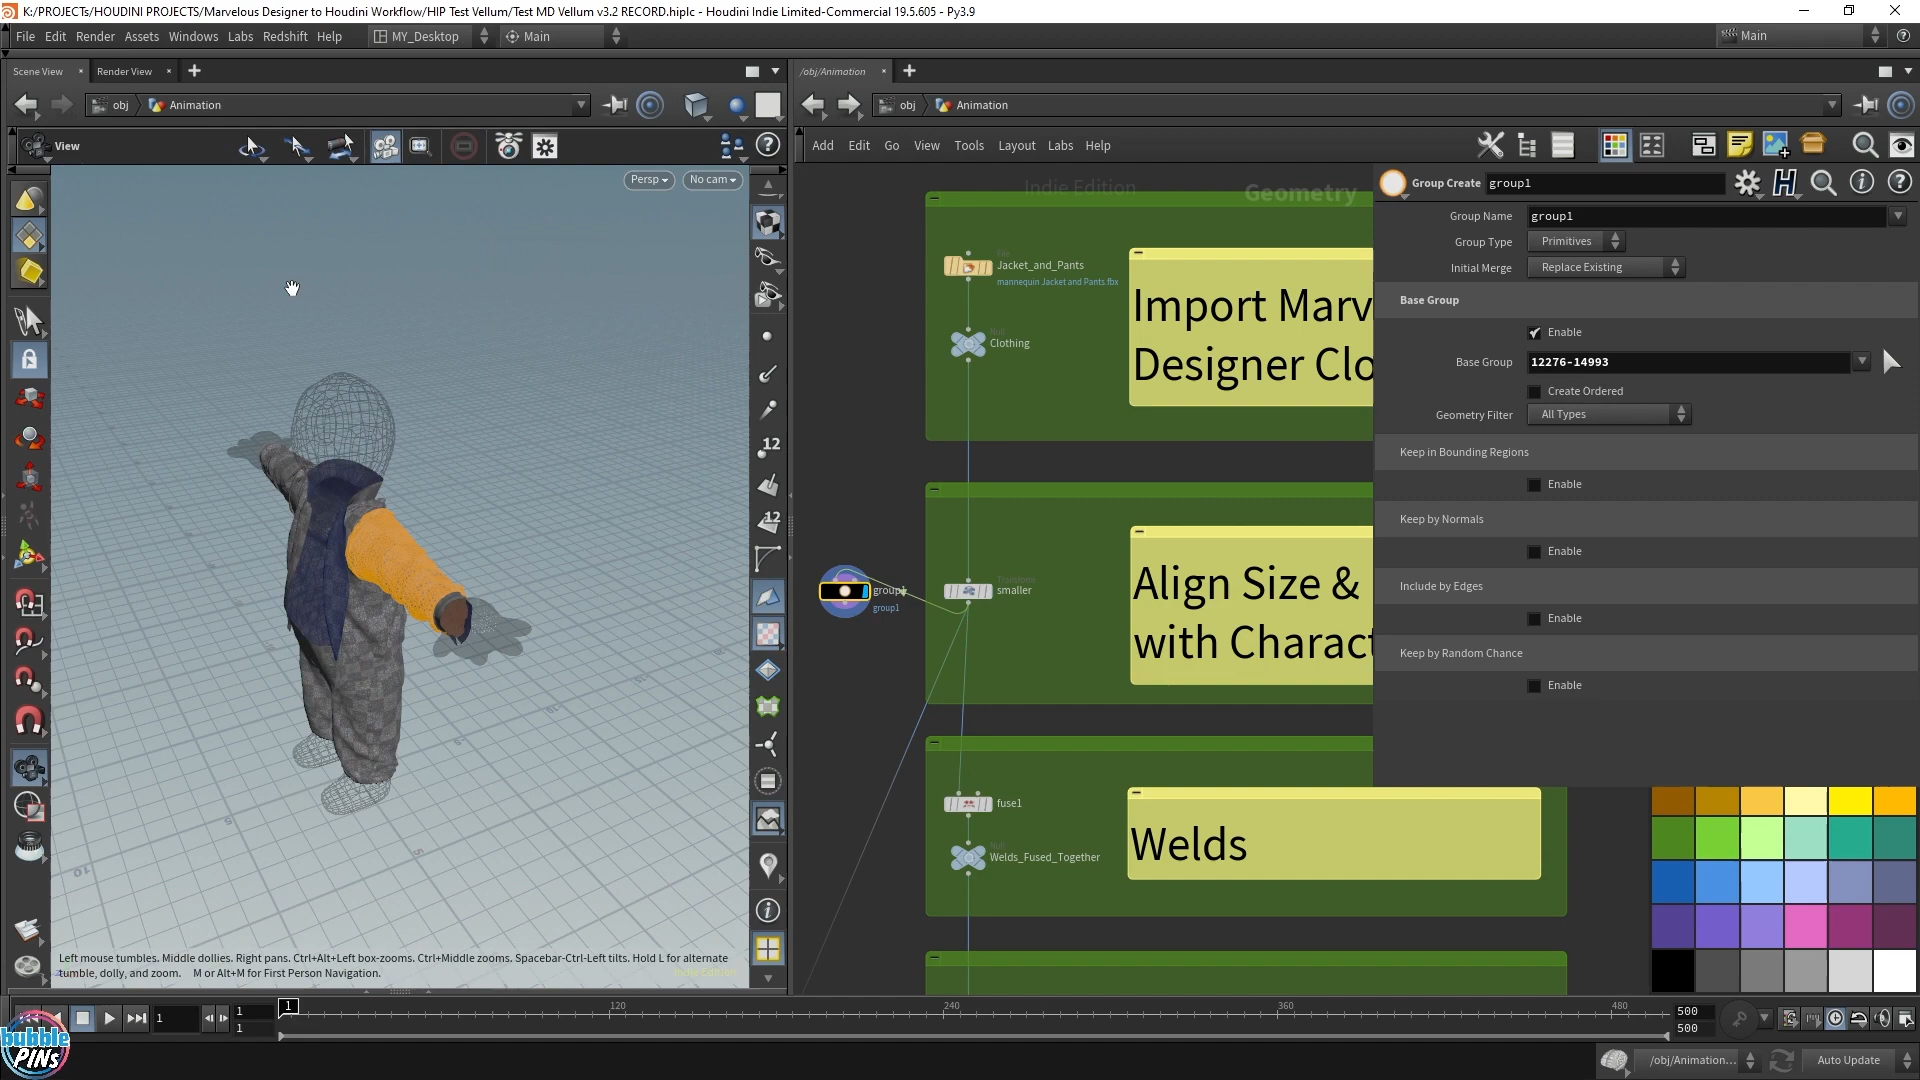 K:/PROJECTs/HOUDINI PROJECTS/Marvelous Designer to Houdini Workflow/HIP Test Vellum/Test MD Vellum v3.2 RECORD.hiplc - Houdini Indie Limited-Commercial 19.5.605 - Py3.9
File Edit Render Assets Windows Labs Redshift Help MY_Desktop Main Main
Scene View Render View /obj/Animation
obj Animation obj Animation
View Add Edit Go View Tools Layout Labs Help
Persp No cam
Indie Edition Geometry
Group Create group1
Group Name group1
Group Type Primitives
Initial Merge Replace Existing
Base Group
Enable
Base Group 12276-14993
Create Ordered
Geometry Filter All Types
Keep in Bounding Regions
Enable
Keep by Normals
Enable
Include by Edges
Enable
Keep by Random Chance
Enable
File
Jacket_and_Pants
mannequin Jacket and Pants.fbx
Null
Clothing
Import Marv
Designer Clo
Transform
smaller
group1
Align Size &
with Charact
fuse1
Null
Welds_Fused_Together
Welds
12
12
Left mouse tumbles. Middle dollies. Right pans. Ctrl+Alt+Left box-zooms. Ctrl+Middle zooms. Spacebar-Ctrl-Left tilts. Hold L for alternate
tumble, dolly, and zoom. M or Alt+M for First Person Navigation.
Indie Edition
1 1 1 1 120 240 360 480 500 500
bubble
PINs
/obj/Animation... Auto Update